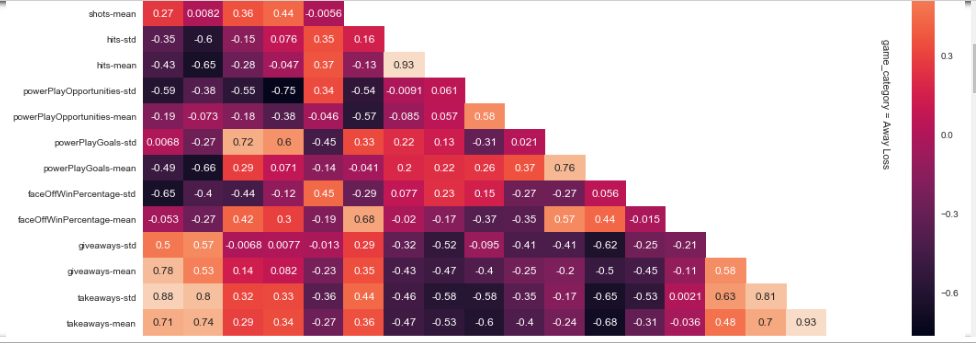 shots-mean 0.27 0.0082 0.36 0.44 -0.0056
hits-std -0.35 -0.6 -0.15 0.076 0.35 0.16
hits-mean -0.43 -0.65 -0.28 -0.047 0.37 -0.13 0.93
powerPlayOpportunities-std -0.59 -0.38 -0.55 -0.75 0.34 -0.54 -0.0091 0.061
powerPlayOpportunities-mean -0.19 -0.073 -0.18 -0.38 -0.046 -0.57 -0.085 0.057 0.58
powerPlayGoals-std 0.0068 -0.27 0.72 0.6 -0.45 0.33 0.22 0.13 -0.31 0.021
powerPlayGoals-mean -0.49 -0.66 0.29 0.071 -0.14 -0.041 0.2 0.22 0.26 0.37 0.76
faceOffWinPercentage-std -0.65 -0.4 -0.44 -0.12 0.45 -0.29 0.077 0.23 0.15 -0.27 -0.27 0.056
faceOffWinPercentage-mean -0.053 -0.27 0.42 0.3 -0.19 0.68 -0.02 -0.17 -0.37 -0.35 0.57 0.44 -0.015
giveaways-std 0.5 0.57 -0.0068 0.0077 -0.013 0.29 -0.32 -0.52 -0.095 -0.41 -0.41 -0.62 -0.25 -0.21
giveaways-mean 0.78 0.53 0.14 0.082 -0.23 0.35 -0.43 -0.47 -0.4 -0.25 -0.2 -0.5 -0.45 -0.11 0.58
takeaways-std 0.88 0.8 0.32 0.33 -0.36 0.44 -0.46 -0.58 -0.58 -0.35 -0.17 -0.65 -0.53 0.0021 0.63 0.81
takeaways-mean 0.71 0.74 0.29 0.34 -0.27 0.36 -0.47 -0.53 -0.6 -0.4 -0.24 -0.68 -0.31 -0.036 0.48 0.7 0.93
game_category = Away Loss
0.3
0.0
-0.3
-0.6